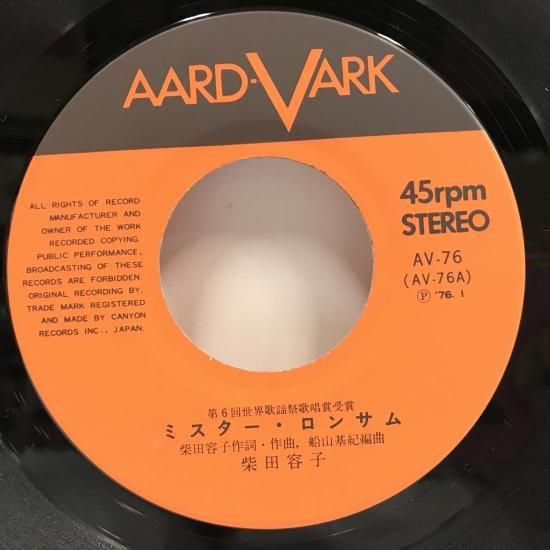 AARD-VARK
ALL RIGHTS OF RECORD
MANUFACTURER AND
OWNER OF THE WORK
RECORDED COPYING.
PUBLIC PERFORMANCE,
BROADCASTING OF THESE
RECORDS ARE FORBIDDEN.
ORIGINAL RECORDING BY,
TRADE MARK REGISTERED
AND MADE BY CANYON
RECORDS INC., JAPAN.
45rpm
STEREO
AV-76
(AV-76A)
Ⓟ '76. 1
第6回世界歌謡祭歌唱賞受賞
ミスター・ロンサム
柴田容子作詞・作曲, 船山基紀編曲
柴田容子